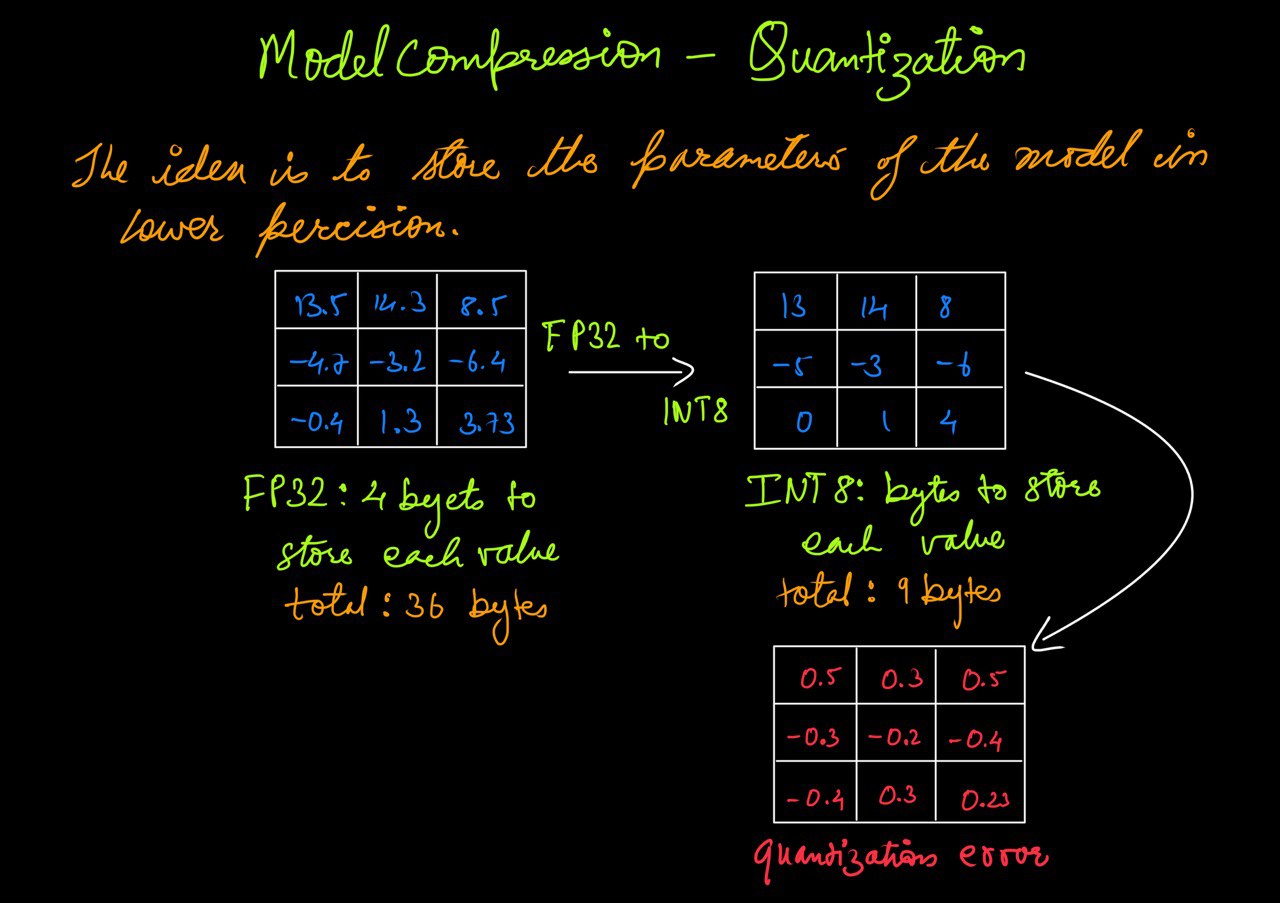 Model Compression - Quantization
The idea is to store the parameters of the model in
lower percision.
13.5 14.3 8.5
-4.7 -3.2 -6.4
-0.4 1.3 3.73
FP32 to
INT8
13 14 8
-5 -3 -6
0 1 4
FP32: 4 byets to
store each value
total: 36 bytes
INT8: bytes to store
each value
total: 9 bytes
0.5 0.3 0.5
-0.3 -0.2 -0.4
-0.4 0.3 0.23
quantization error